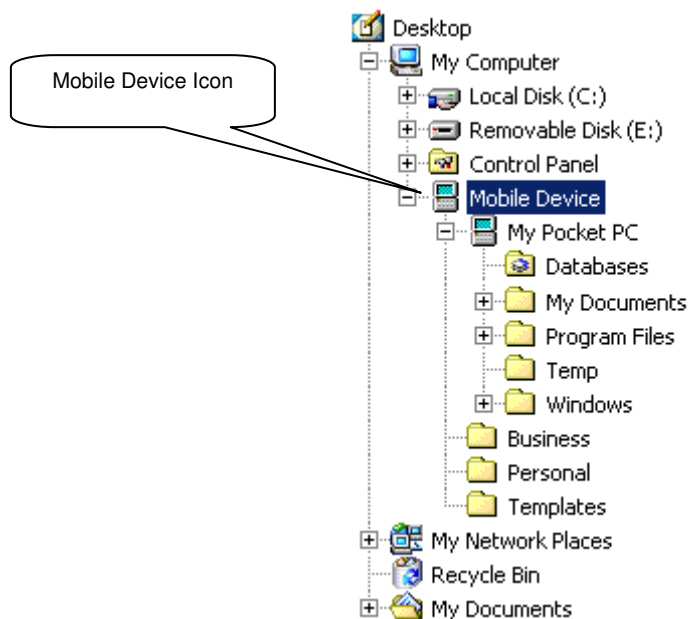 Desktop
My Computer
Mobile Device Icon
Local Disk (C:)
Removable Disk (E:)
Control Panel
Mobile Device
My Pocket PC
Databases
My Documents
Program Files
Temp
Windows
Business
Personal
Templates
My Network Places
Recycle Bin
My Documents